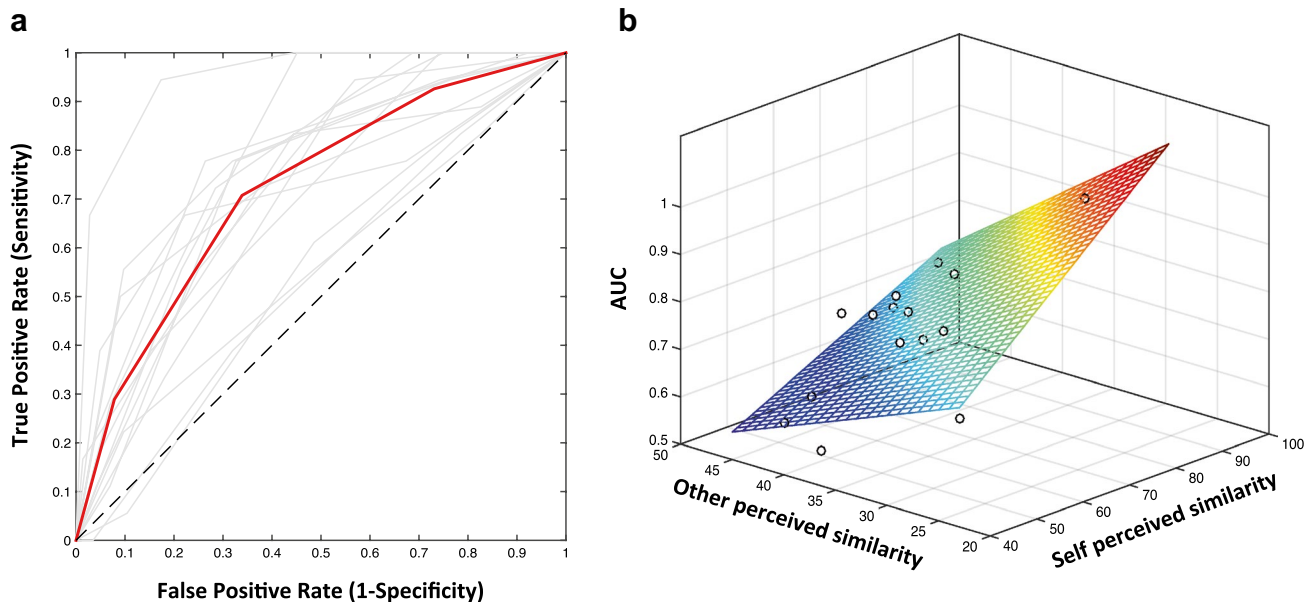 a
True Positive Rate (Sensitivity)
1
0.9
0.8
0.7
0.6
0.5
0.4
0.3
0.2
0.1
0
0 0.1 0.2 0.3 0.4 0.5 0.6 0.7 0.8 0.9 1
False Positive Rate (1-Specificity)
b
AUC
1
0.9
0.8
0.7
0.6
0.5
50 45 40 35 30 25 20
Other perceived similarity
40 50 60 70 80 90 100
Self perceived similarity